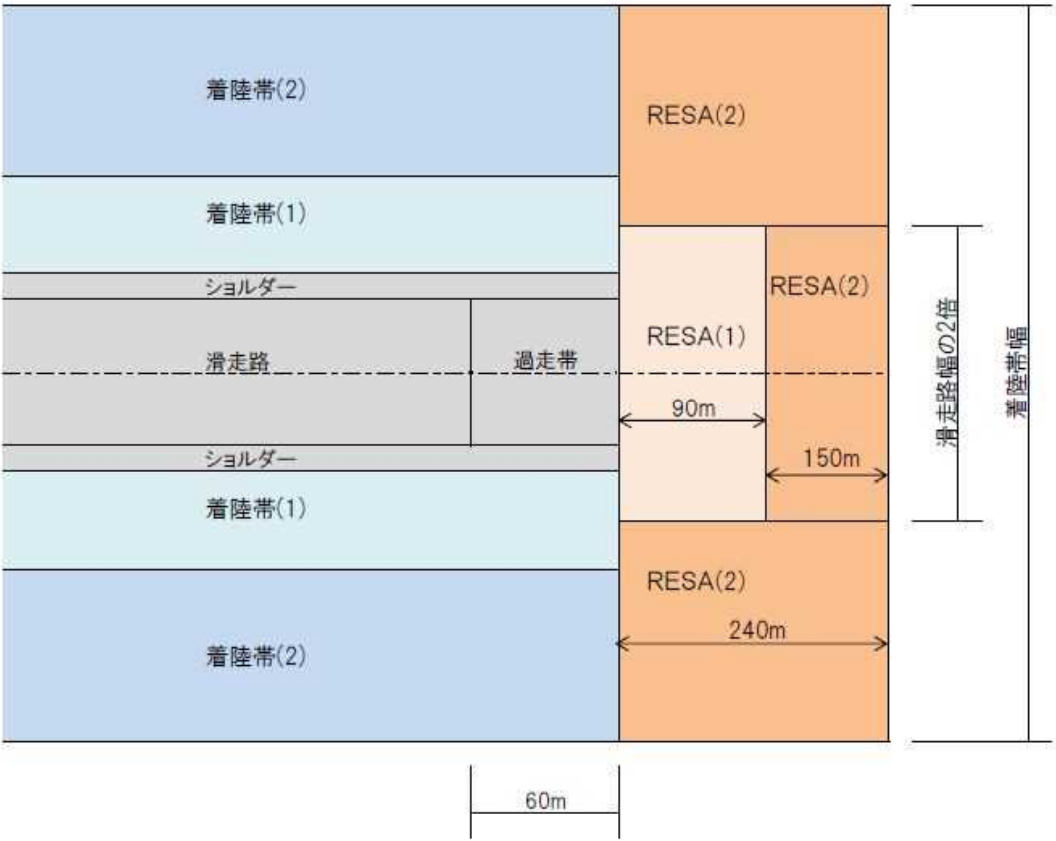 着陸帯(2)
RESA(2)
着陸帯(1)
ショルダー
RESA(2)
RESA(1)
滑走路
過走帯
90m
滑走路幅の2倍
着陸帯幅
ショルダー
150m
着陸帯(1)
RESA(2)
240m
着陸帯(2)
60m